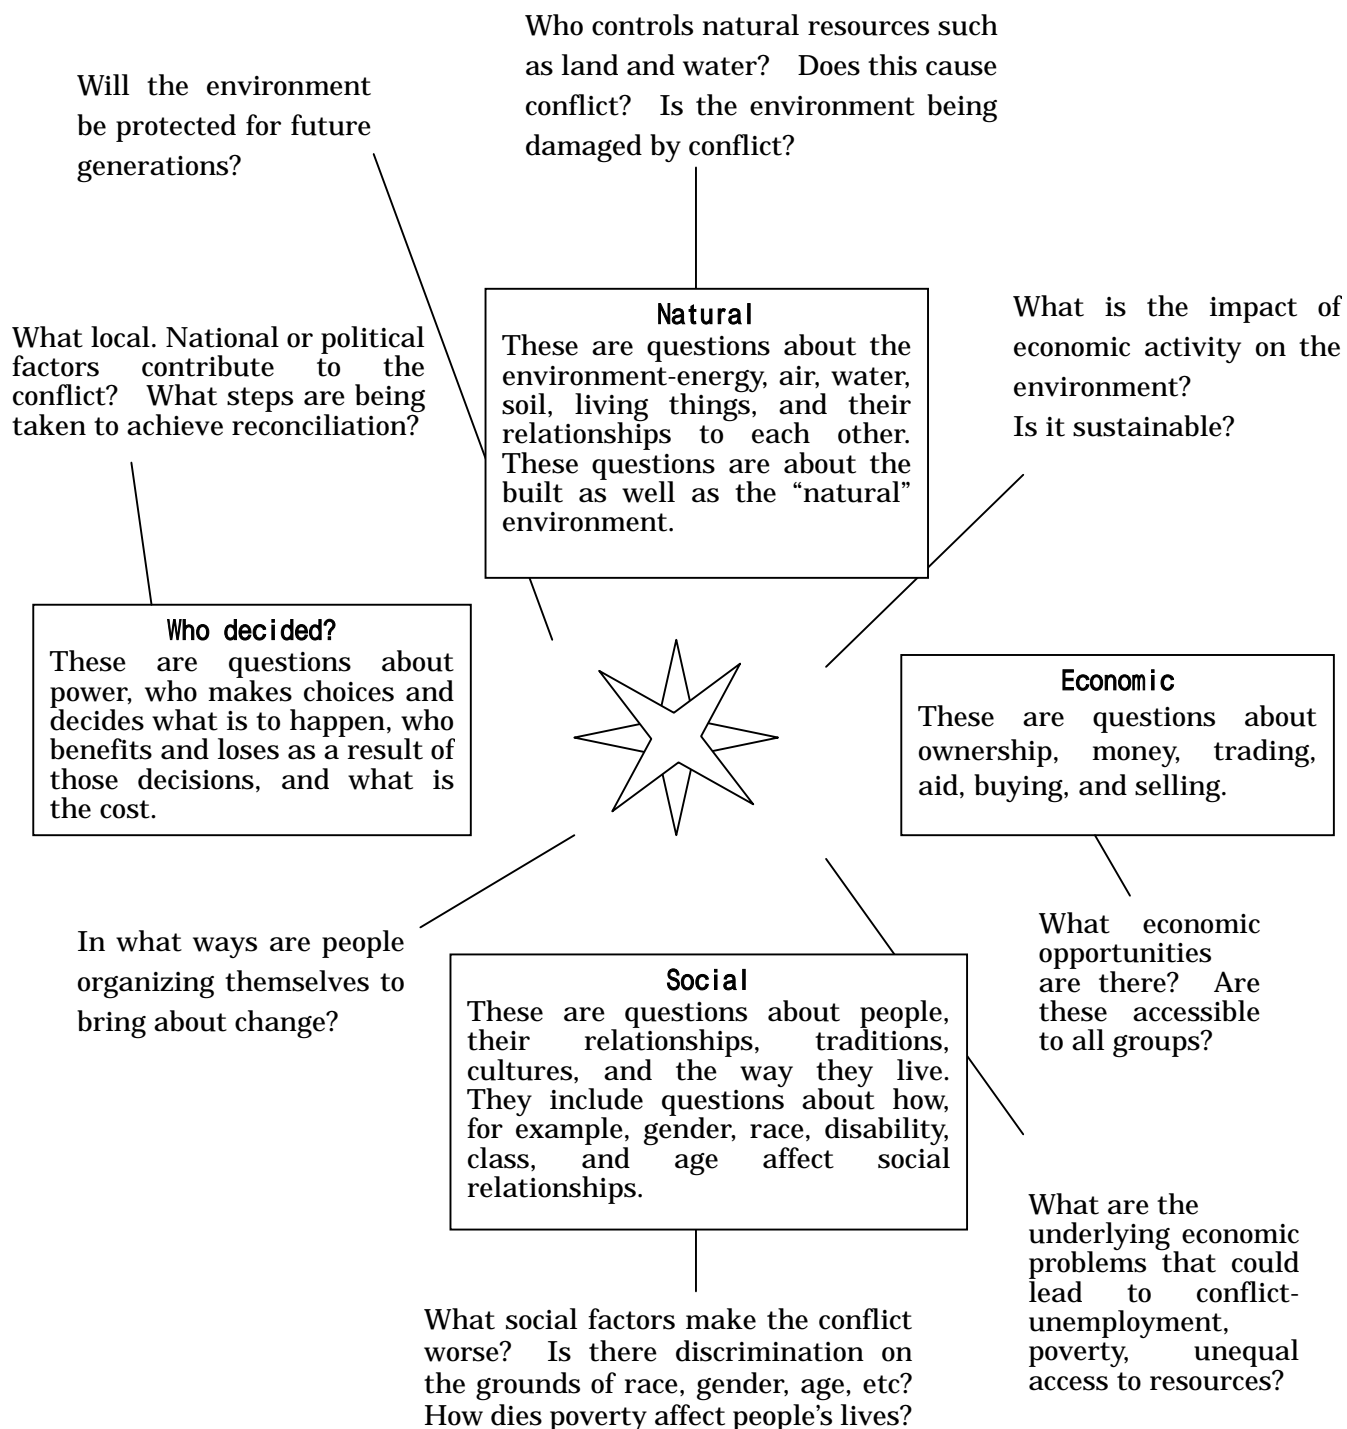 Who controls natural resources such
as land and water? Does this cause
conflict? Is the environment being
damaged by conflict?
Will the environment
be protected for future
generations?
What local. National or political
factors contribute to the
conflict? What steps are being
taken to achieve reconciliation?
Natural
These are questions about the
environment-energy, air, water,
soil, living things, and their
relationships to each other.
These questions are about the
built as well as the “natural”
environment.
What is the impact of
economic activity on the
environment?
Is it sustainable?
Who decided?
These are questions about
power, who makes choices and
decides what is to happen, who
benefits and loses as a result of
those decisions, and what is
the cost.
Economic
These are questions about
ownership, money, trading,
aid, buying, and selling.
In what ways are people
organizing themselves to
bring about change?
Social
These are questions about people,
their relationships, traditions,
cultures, and the way they live.
They include questions about how,
for example, gender, race, disability,
class, and age affect social
relationships.
What economic
opportunities
are there? Are
these accessible
to all groups?
What are the
underlying economic
problems that could
lead to conflict-
unemployment,
poverty, unequal
access to resources?
What social factors make the conflict
worse? Is there discrimination on
the grounds of race, gender, age, etc?
How dies poverty affect people’s lives?